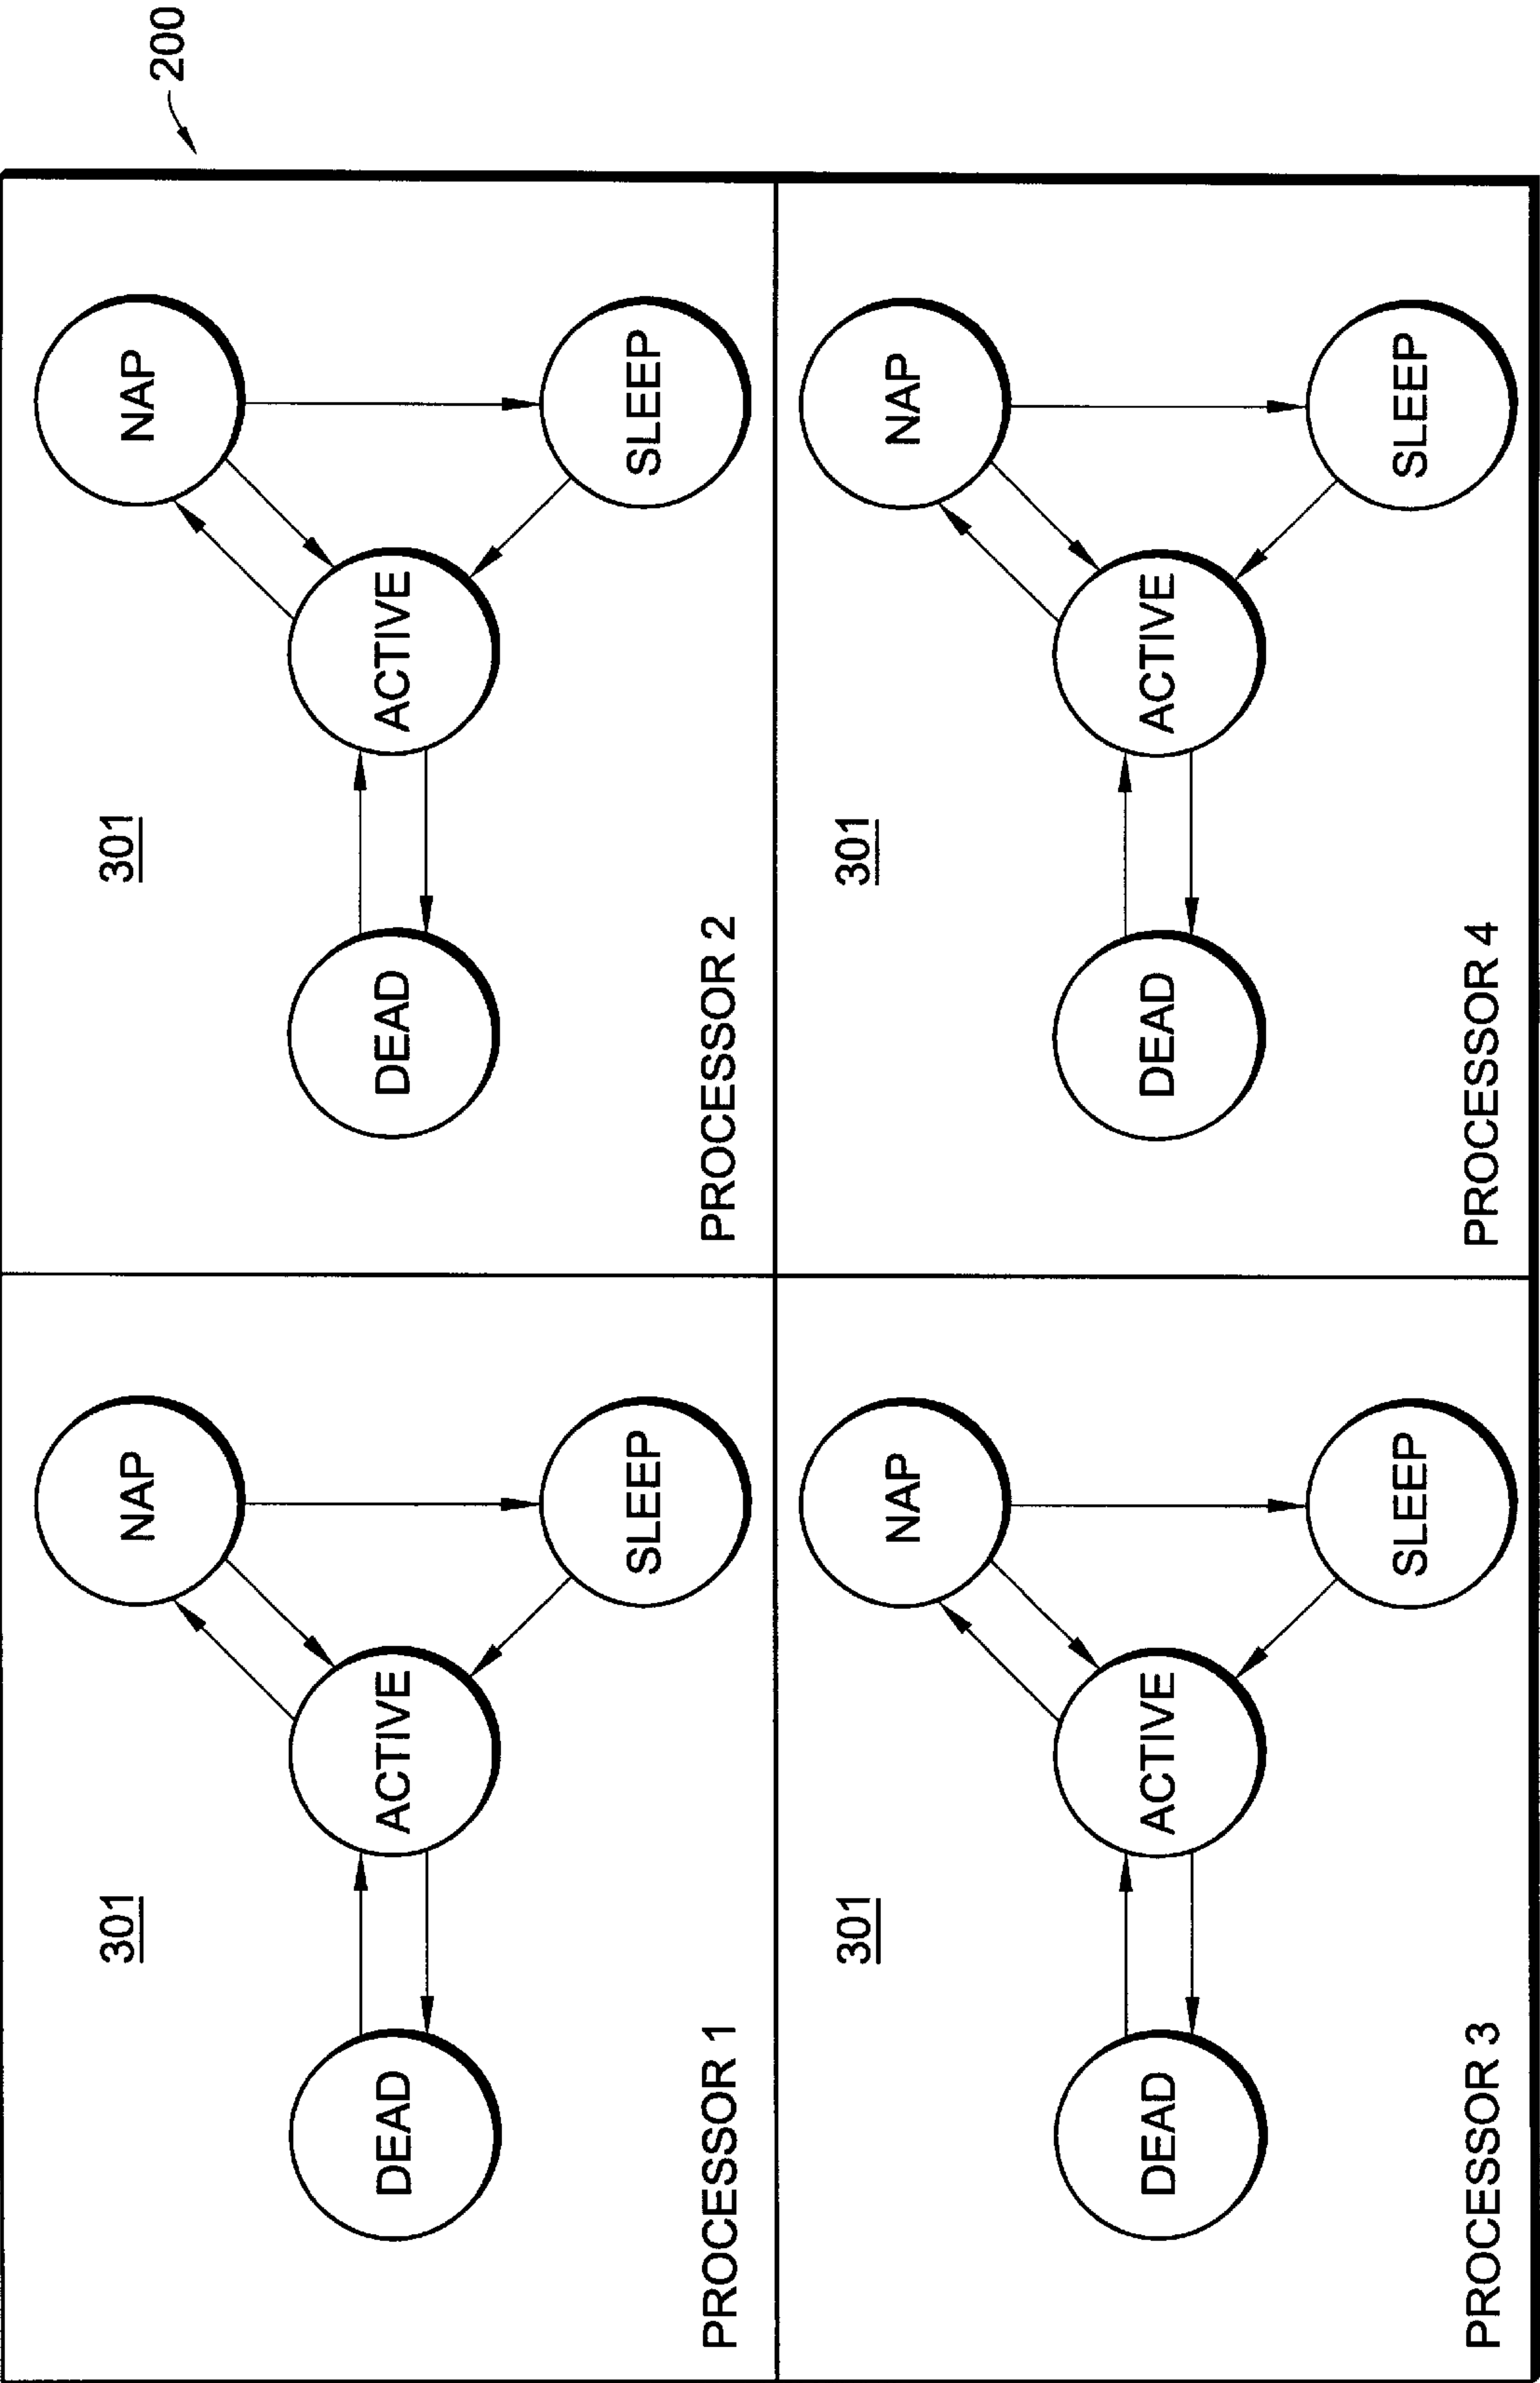 200
301
NAP
DEAD
ACTIVE
SLEEP
PROCESSOR 1
301
NAP
DEAD
ACTIVE
SLEEP
PROCESSOR 2
301
NAP
DEAD
ACTIVE
SLEEP
PROCESSOR 3
301
NAP
DEAD
ACTIVE
SLEEP
PROCESSOR 4